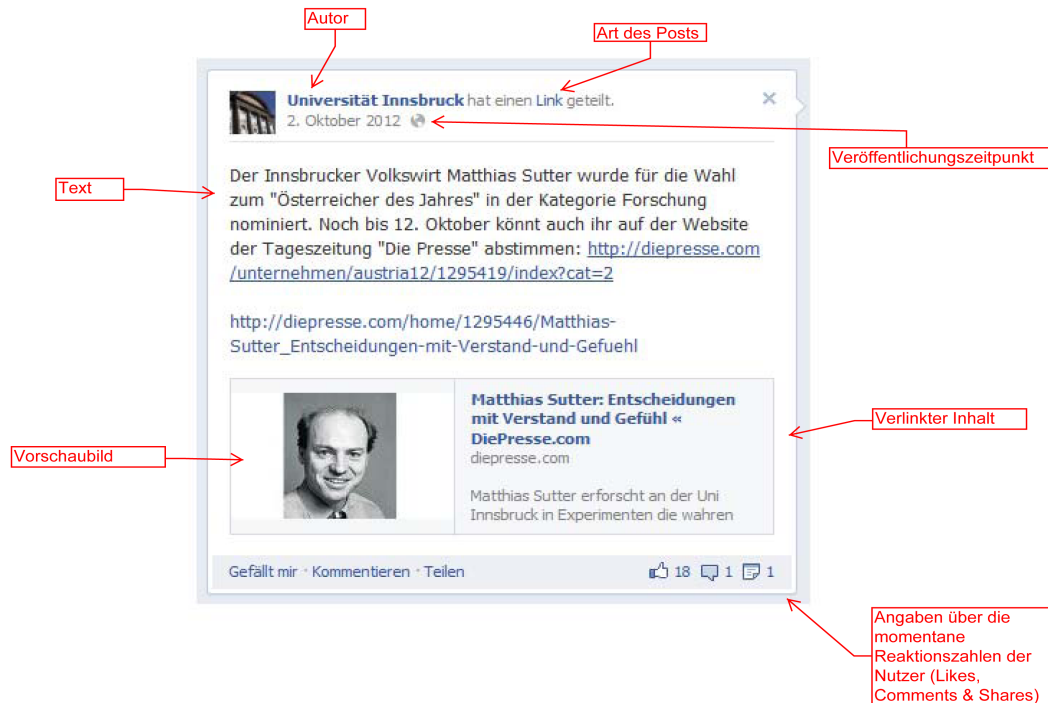 Autor
Art des Posts
Universität Innsbruck hat einen Link geteilt.
2. Oktober 2012
Veröffentlichungszeitpunkt
Text
Der Innsbrucker Volkswirt Matthias Sutter wurde für die Wahl
zum "Österreicher des Jahres" in der Kategorie Forschung
nominiert. Noch bis 12. Oktober könnt auch ihr auf der Website
der Tageszeitung "Die Presse" abstimmen: http://diepresse.com
/unternehmen/austria12/1295419/index?cat=2
http://diepresse.com/home/1295446/Matthias-
Sutter_Entscheidungen-mit-Verstand-und-Gefuehl
Matthias Sutter: Entscheidungen
mit Verstand und Gefühl «
DiePresse.com
diepresse.com
Matthias Sutter erforscht an der Uni
Innsbruck in Experimenten die wahren
Verlinkter Inhalt
Vorschaubild
Gefällt mir · Kommentieren · Teilen 18 1 1
Angaben über die
momentane
Reaktionszahlen der
Nutzer (Likes,
Comments & Shares)